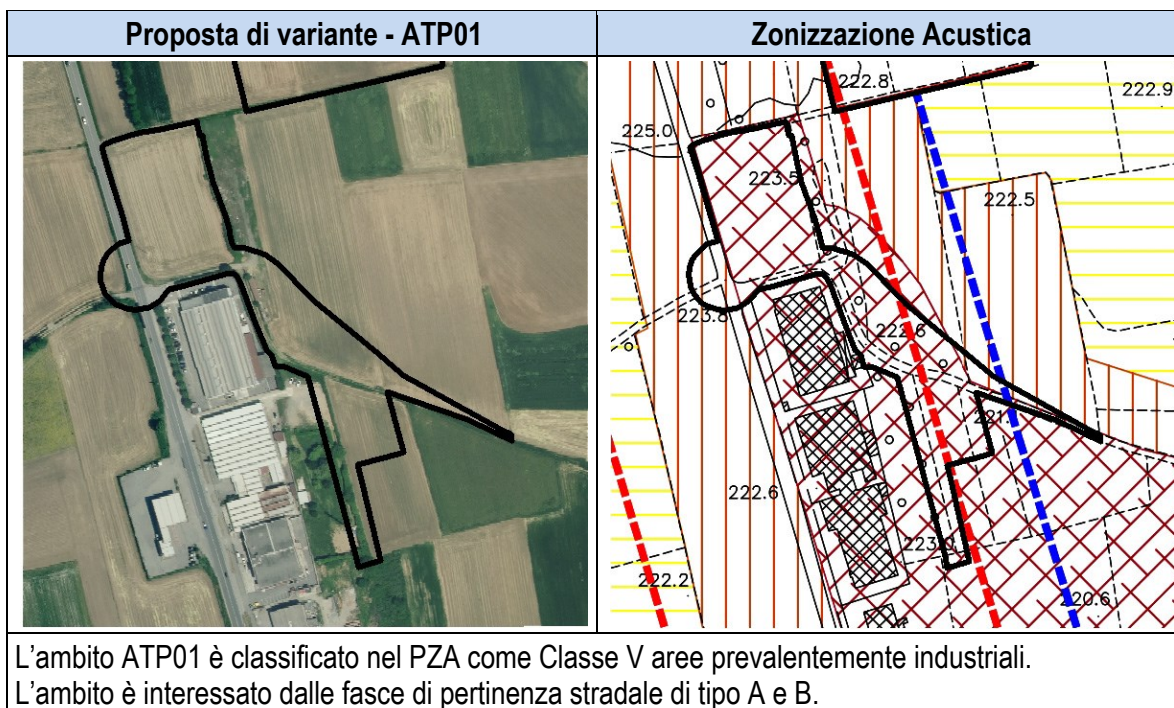 Proposta di variante - ATP01
Zonizzazione Acustica
222.8
222.9
225.0
223.5
222.5
223.8
222.6
222.6
222.2
220.6
L'ambito ATP01 è classificato nel PZA come Classe V aree prevalentemente industriali.
L'ambito è interessato dalle fasce di pertinenza stradale di tipo A e B.